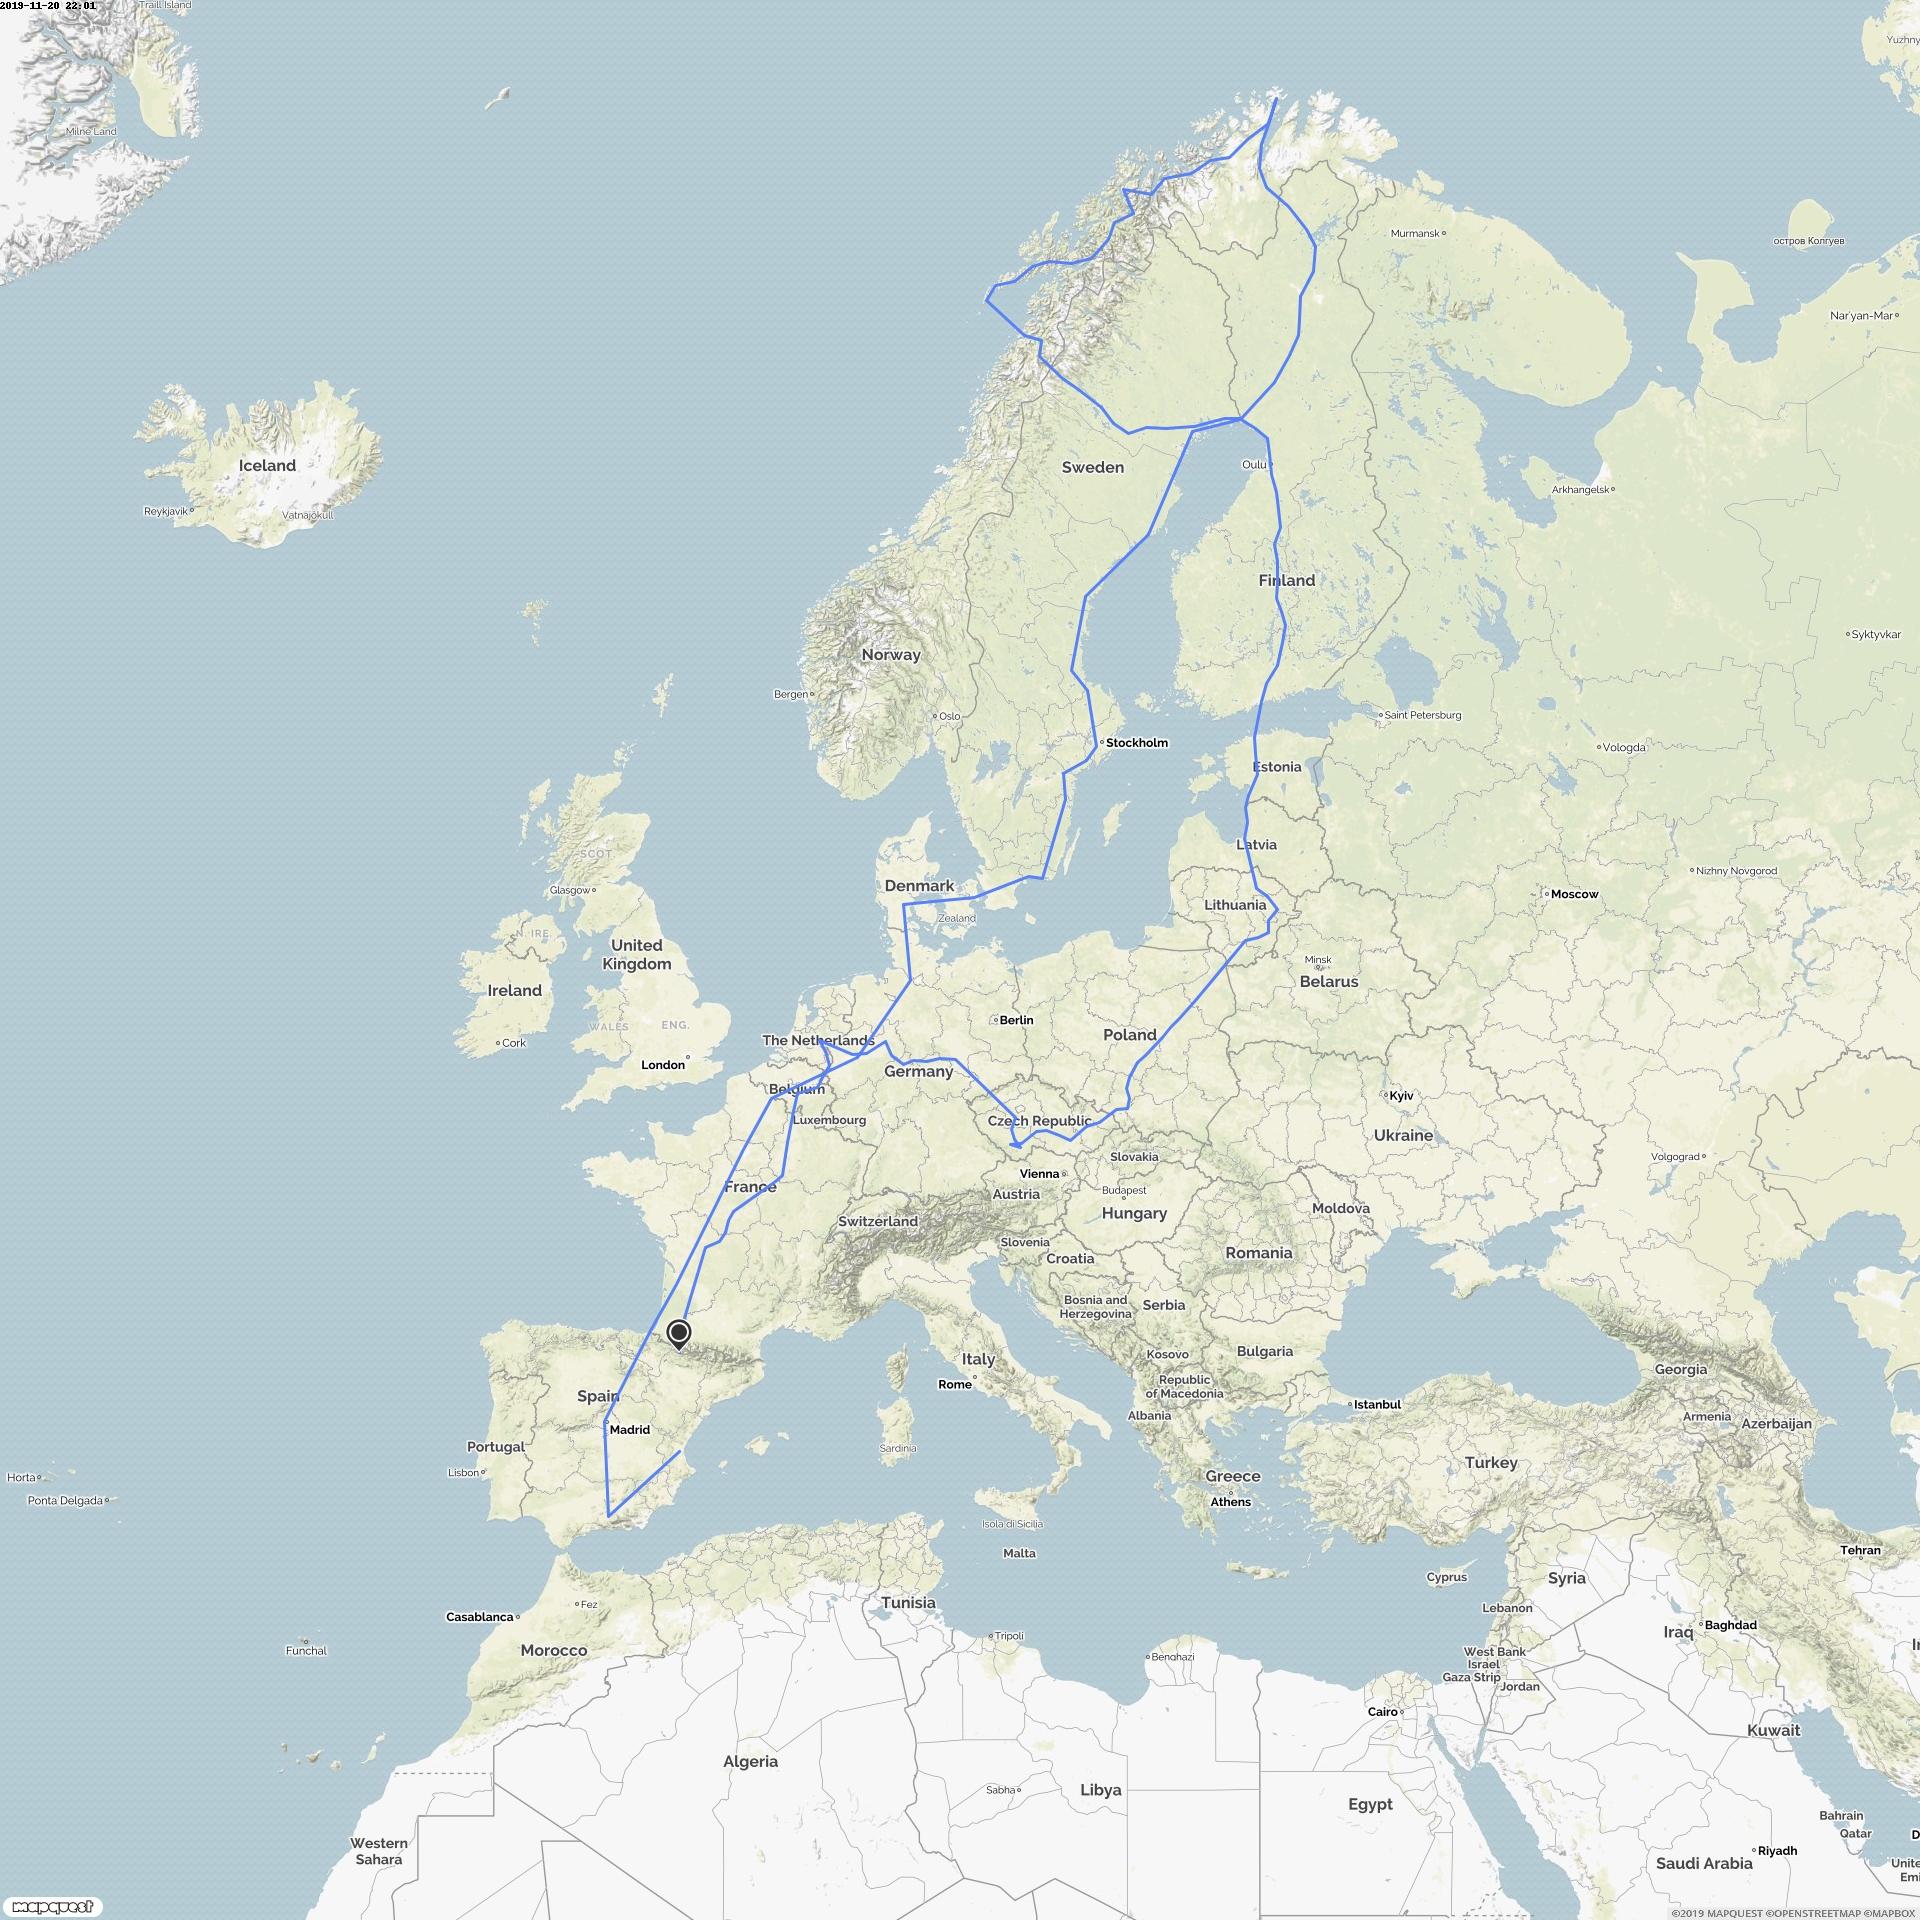 2019-11-20 22:01
Traill Island
Yuzhny
Milne Land
Murmansk
остров Колгуев
Nar'yan-Mar
Iceland
Reykjavik
Vatnajökull
Sweden
Oulu
Arkhangelsk
Finland
Norway
Syktyvkar
Bergen
Oslo
Saint Petersburg
Stockholm
Vologda
Estonia
SCOT.
Latvia
Glasgow
Denmark
Nizhny Novgorod
Moscow
Lithuania
Zealand
N. IRE.
United
Kingdom
Minsk
Belarus
Ireland
WALES
ENG.
Berlin
Cork
The Netherlands
Poland
London
Germany
Belgium
Kyiv
Luxembourg
Czech Republic
Ukraine
Slovakia
Volgograd
Vienna
France
Austria
Budapest
Hungary
Moldova
Switzerland
Slovenia
Croatia
Romania
Bosnia and
Herzegovina
Serbia
Kosovo
Bulgaria
Italy
Rome
Georgia
Republic
of Macedonia
Spain
Istanbul
Albania
Armenia
Azerbaijan
Madrid
Portugal
Sardinia
Lisbon
Turkey
Horta
Greece
Ponta Delgada
Athens
Isola di Sicilia
Malta
Tehran
Cyprus
Syria
Tunisia
Fez
Lebanon
Casablanca
Iraq
Baghdad
Tripoli
Funchal
Morocco
Benghazi
West Bank
Israel
Gaza Strip
Jordan
Cairo
Kuwait
Algeria
Sabha
Libya
Egypt
Bahrain
Qatar
Western
Sahara
Riyadh
Saudi Arabia
United
Emi
mapquest
©2019 MAPQUEST ©OPENSTREETMAP ©MAPBOX